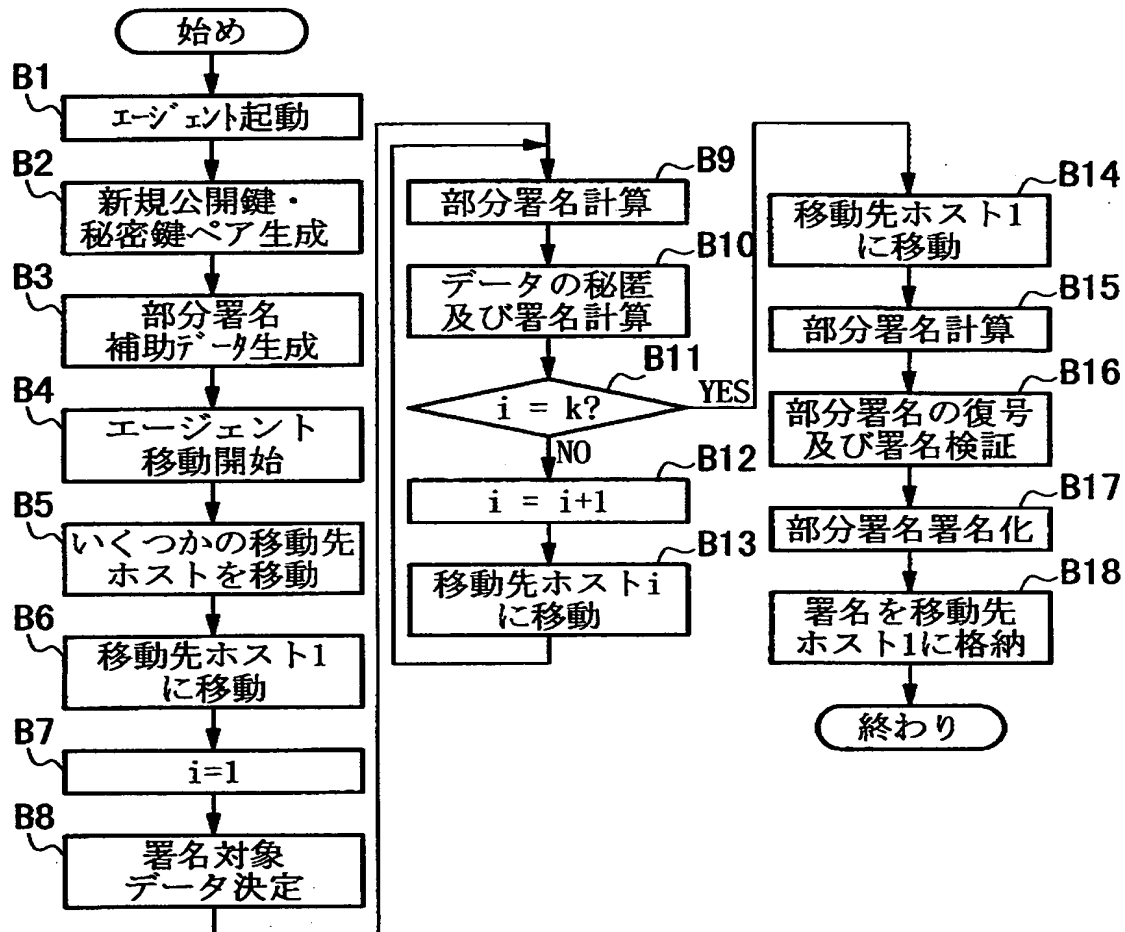 始め
B1
エージェント起動
B2
新規公開鍵・
秘密鍵ペア生成
B3
部分署名
補助データ生成
B4
エージェント
移動開始
B5
いくつかの移動先
ホストを移動
B6
移動先ホスト1
に移動
B7
i=1
B8
署名対象
データ決定
B9
部分署名計算
B10
データの秘匿
及び署名計算
B11
i = k?
YES
NO
B12
i = i+1
B13
移動先ホストi
に移動
B14
移動先ホスト1
に移動
B15
部分署名計算
B16
部分署名の復号
及び署名検証
B17
部分署名署名化
B18
署名を移動先
ホスト1に格納
終わり